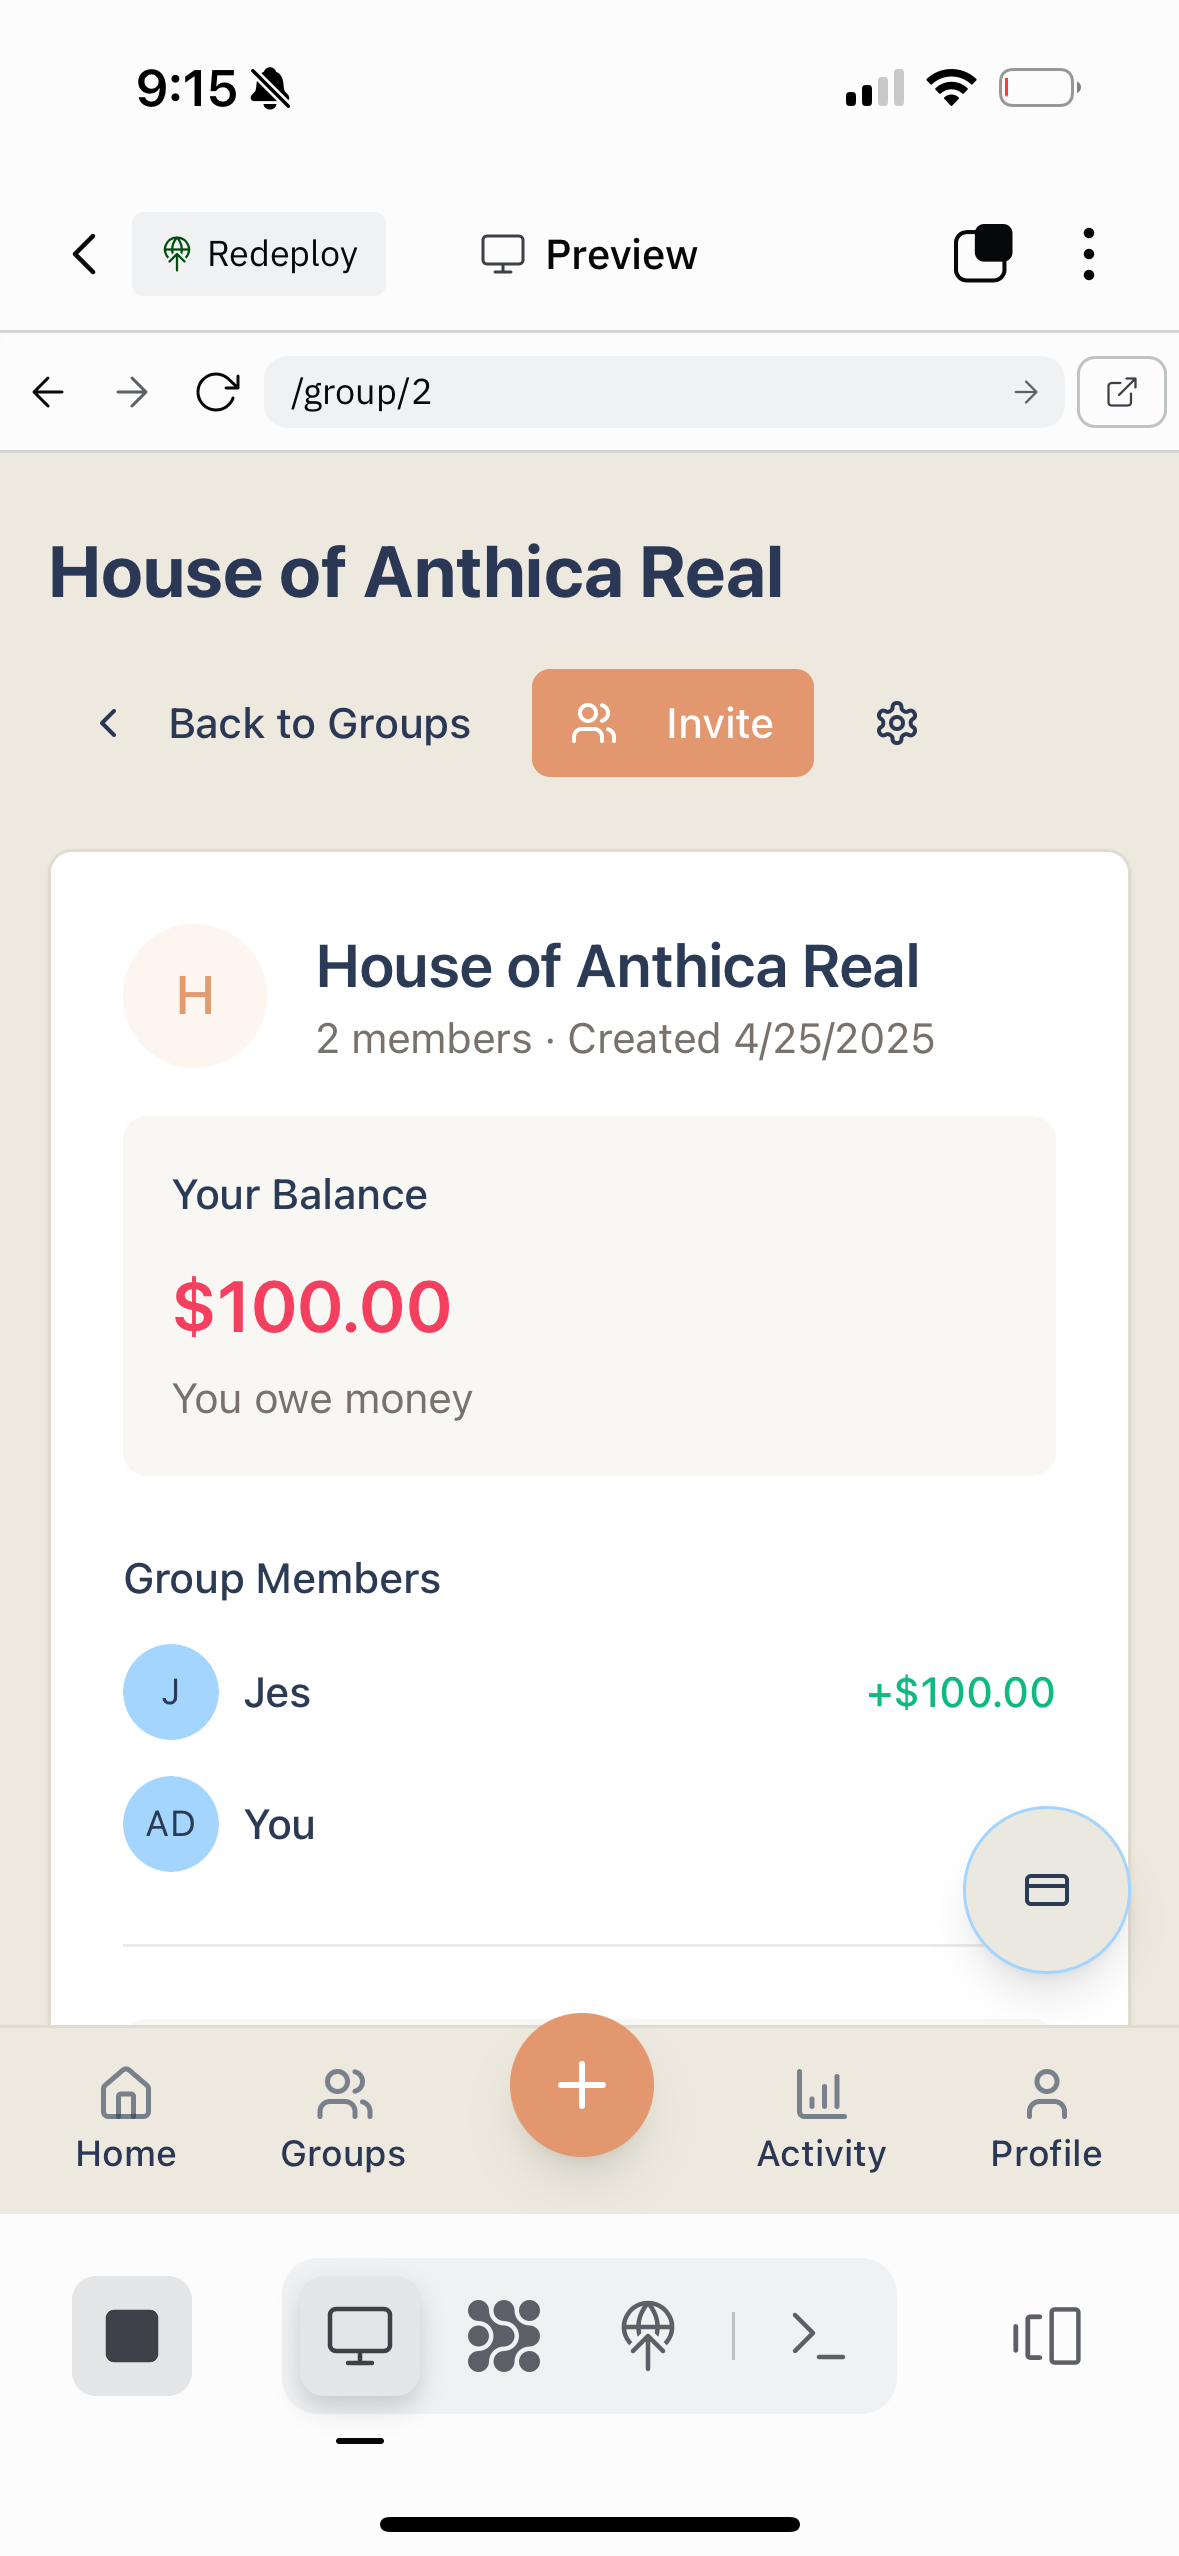 9:15
Redeploy
Preview
/group/2
House of Anthica Real
Back to Groups
Invite
H
House of Anthica Real
2 members · Created 4/25/2025
Your Balance
$100.00
You owe money
Group Members
J
Jes
+$100.00
AD
You
Home
Groups
Activity
Profile